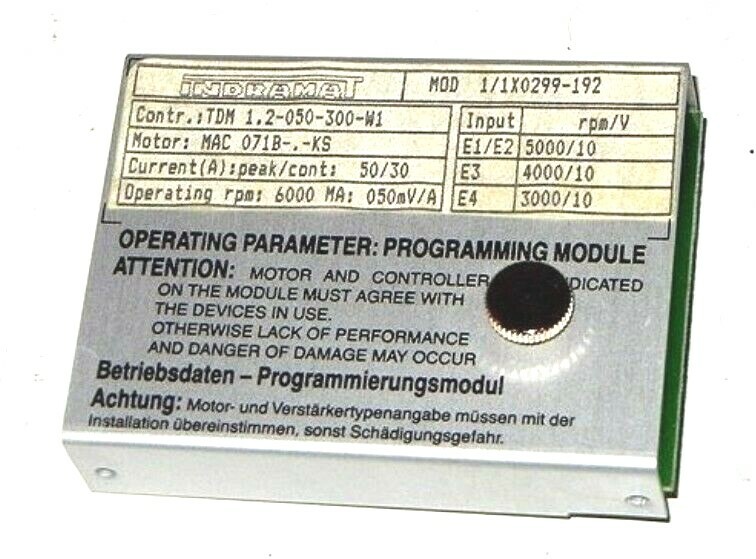 INDRAMAT MOD 1/1X0299-192
Contr.:TDM 1.2-050-300-W1
Motor: MAC 071B-.-KS
Current(A):peak/cont: 50/30
Operating rpm: 6000 MA: 050mV/A
Input rpm/V
E1/E2 5000/10
E3 4000/10
E4 3000/10
OPERATING PARAMETER: PROGRAMMING MODULE
ATTENTION: MOTOR AND CONTROLLER DICATED
ON THE MODULE MUST AGREE WITH
THE DEVICES IN USE.
OTHERWISE LACK OF PERFORMANCE
AND DANGER OF DAMAGE MAY OCCUR
Betriebsdaten – Programmierungsmodul
Achtung: Motor- und Verstärkertypenangabe müssen mit der
Installation übereinstimmen, sonst Schädigungsgefahr.